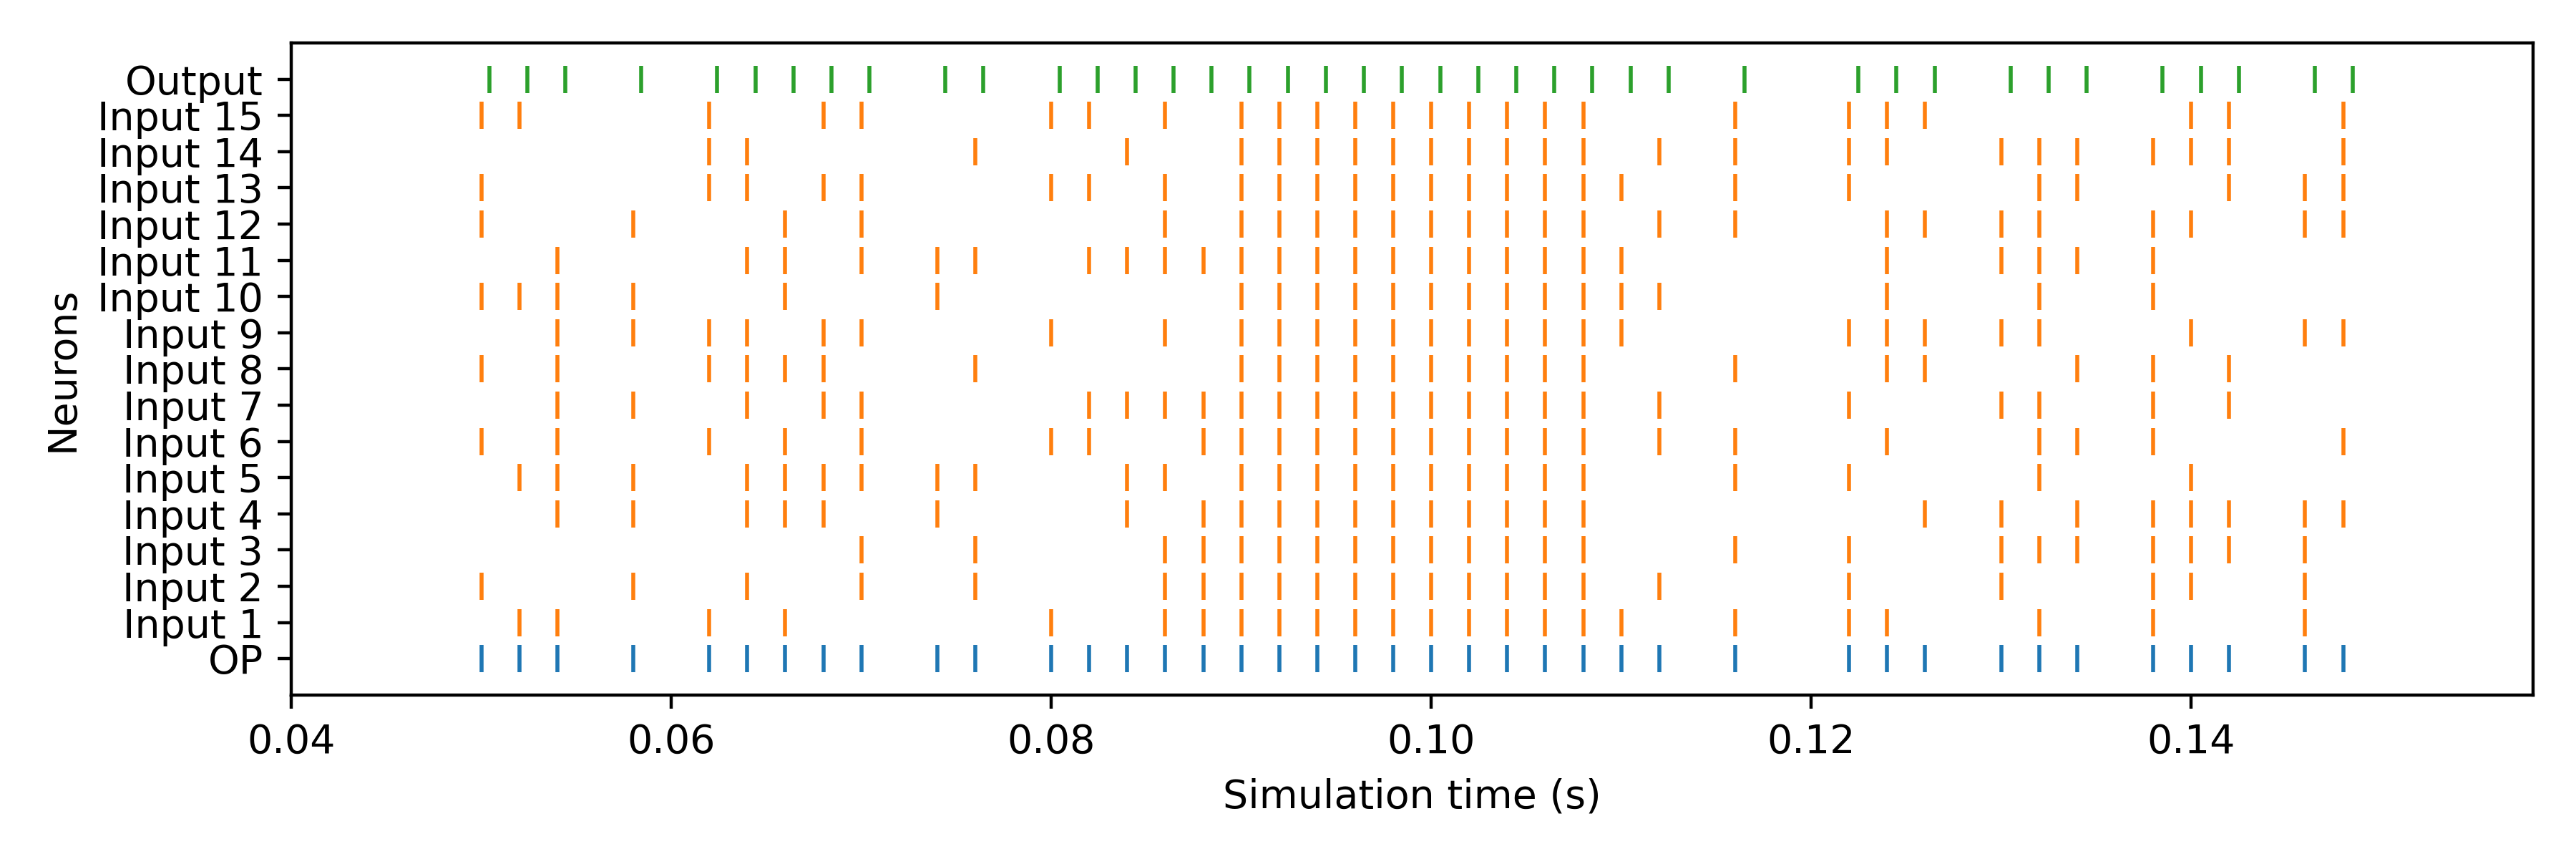 Output
Input 15
Input 14
Input 13
Input 12
Input 11
Input 10
Input 9
Input 8
Input 7
Input 6
Input 5
Input 4
Input 3
Input 2
Input 1
OP
Neurons
0.04 0.06 0.08 0.10 0.12 0.14
Simulation time (s)